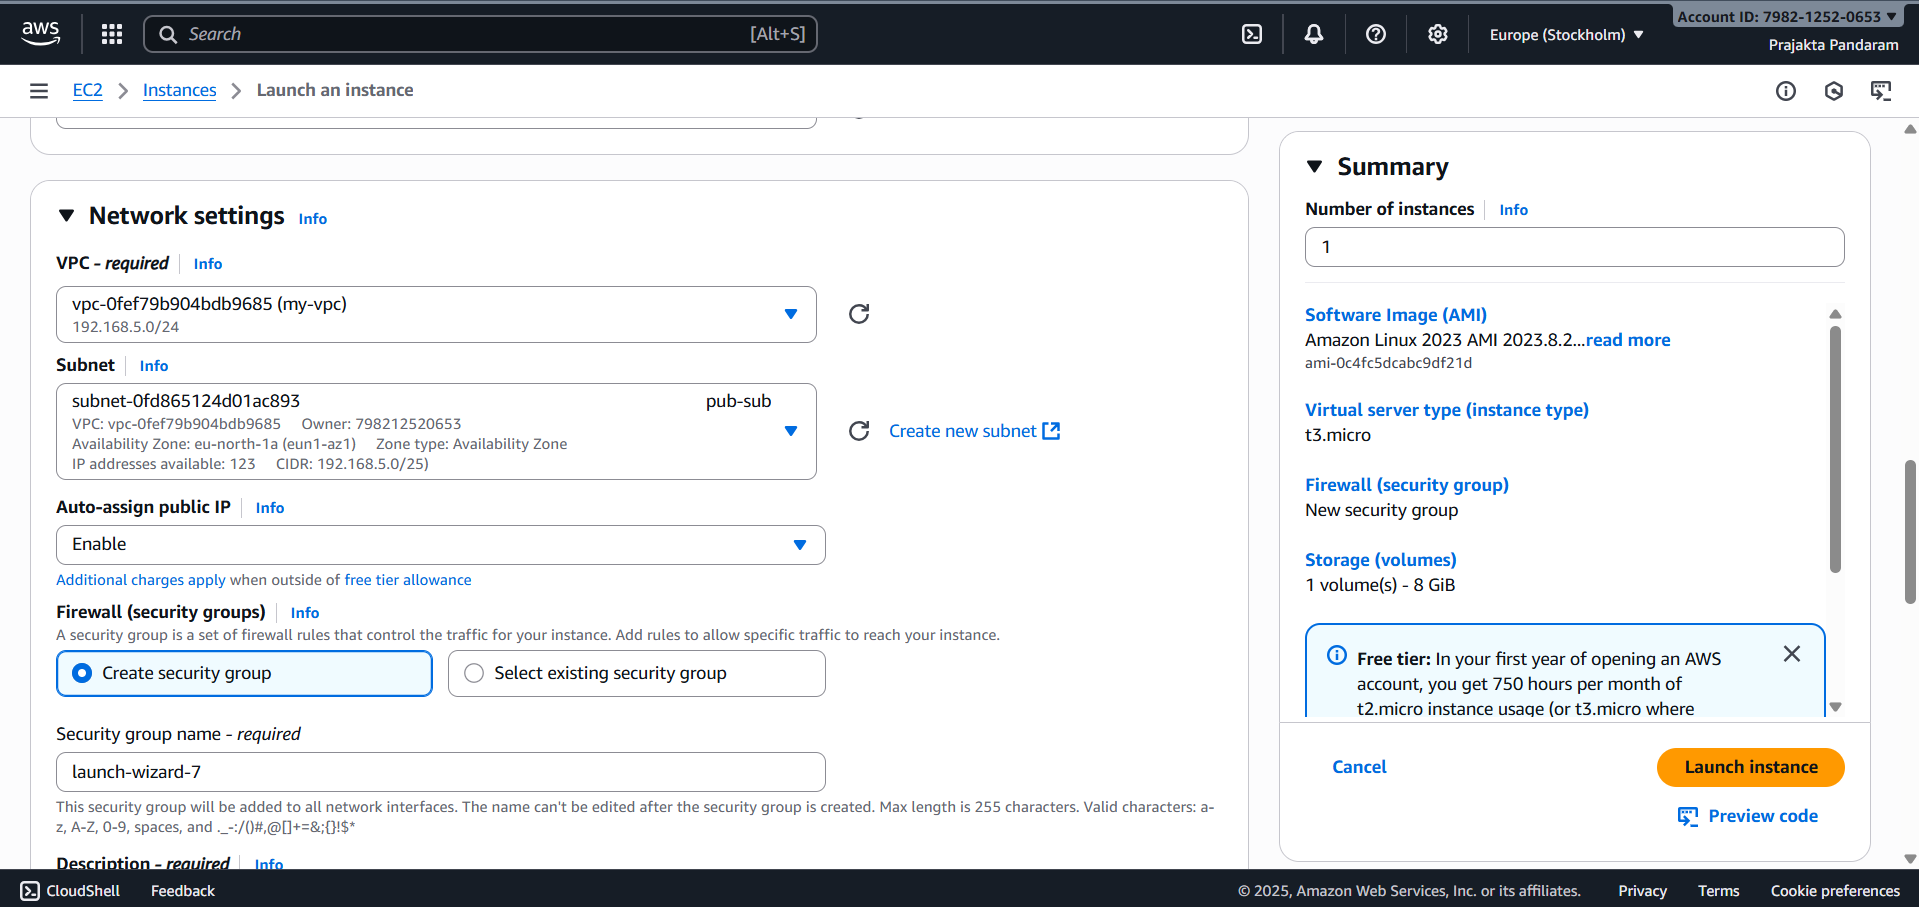 aws
Search
[Alt+S]
Europe (Stockholm)
Account ID: 7982-1252-0653
Prajakta Pandaram
EC2
Instances
Launch an instance
Network settings Info
VPC - required Info
vpc-0fef79b904bdb9685 (my-vpc)
192.168.5.0/24
Subnet Info
subnet-0fd865124d01ac893 pub-sub
VPC: vpc-0fef79b904bdb9685 Owner: 798212520653
Availability Zone: eu-north-1a (eun1-az1) Zone type: Availability Zone
IP addresses available: 123 CIDR: 192.168.5.0/25)
Create new subnet
Auto-assign public IP Info
Enable
Additional charges apply when outside of free tier allowance
Firewall (security groups) Info
A security group is a set of firewall rules that control the traffic for your instance. Add rules to allow specific traffic to reach your instance.
Create security group
Select existing security group
Security group name - required
launch-wizard-7
This security group will be added to all network interfaces. The name can't be edited after the security group is created. Max length is 255 characters. Valid characters: a-
z, A-Z, 0-9, spaces, and ._-:/()#,@[]+=&;{}!$*
Description - required Info
Summary
Number of instances Info
1
Software Image (AMI)
Amazon Linux 2023 AMI 2023.8.2...read more
ami-0c4fc5dcabc9df21d
Virtual server type (instance type)
t3.micro
Firewall (security group)
New security group
Storage (volumes)
1 volume(s) - 8 GiB
Free tier: In your first year of opening an AWS
account, you get 750 hours per month of
t2.micro instance usage (or t3.micro where
Cancel
Launch instance
Preview code
CloudShell
Feedback
© 2025, Amazon Web Services, Inc. or its affiliates.
Privacy
Terms
Cookie preferences